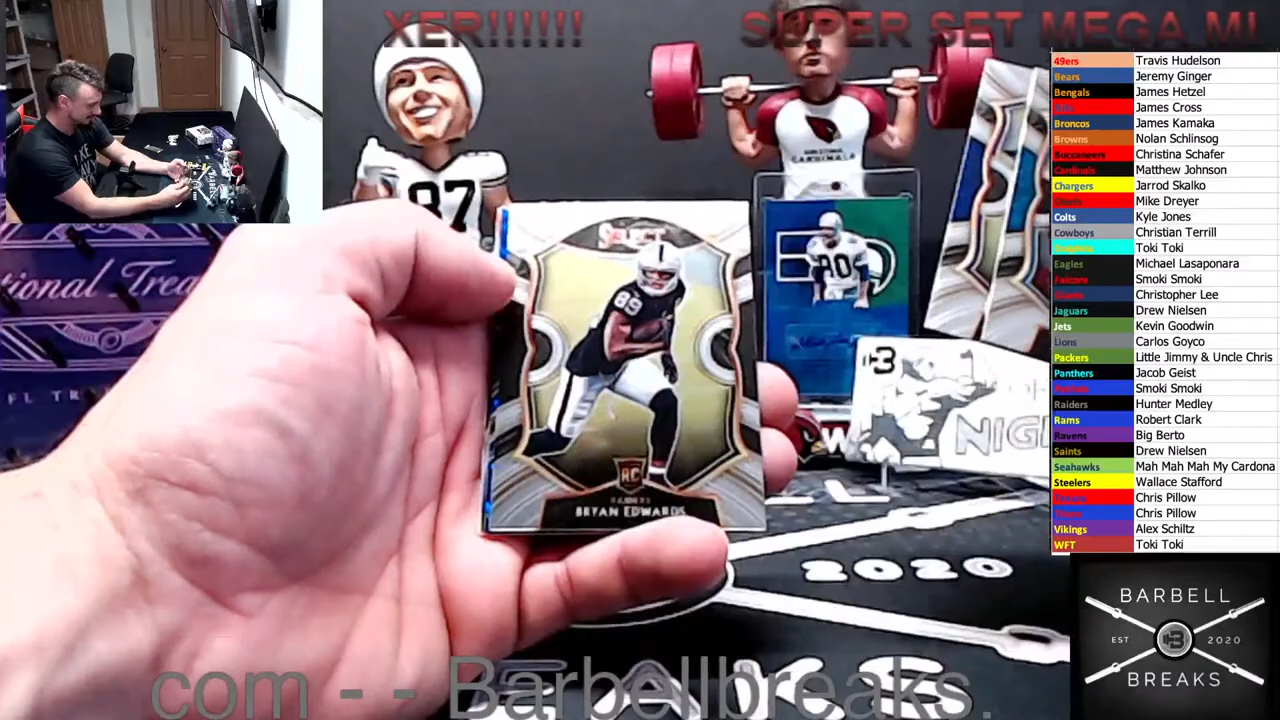 XER!!!!!! SUPER SET MEGA MI
49ers Travis Hudelson
Bears Jeremy Ginger
Bengals James Hetzel
James Cross
Broncos James Kamaka
Browns Nolan Schlinsog
Buccaneers Christina Schafer
Cardinals Matthew Johnson
Chargers Jarrod Skalko
Chiefs Mike Dreyer
Colts Kyle Jones
Cowboys Christian Terrill
Dolphins Toki Toki
Eagles Michael Lasaponara
Falcons Smoki Smoki
Giants Christopher Lee
Jaguars Drew Nielsen
Jets Kevin Goodwin
Lions Carlos Goyco
Packers Little Jimmy & Uncle Chris
Panthers Jacob Geist
Patriots Smoki Smoki
Raiders Hunter Medley
Rams Robert Clark
Ravens Big Berto
Saints Drew Nielsen
Seahawks Mah Mah Mah My Cardona
Steelers Wallace Stafford
Texans Chris Pillow
Titans Chris Pillow
Vikings Alex Schiltz
WFT Toki Toki
87
CARDINALS
80
SELECT
89
RC
RAIDERS
BRYAN EDWARDS
NIG
2020
BARBELL
EST. 2020
BREAKS
com - - Barbellbreaks.